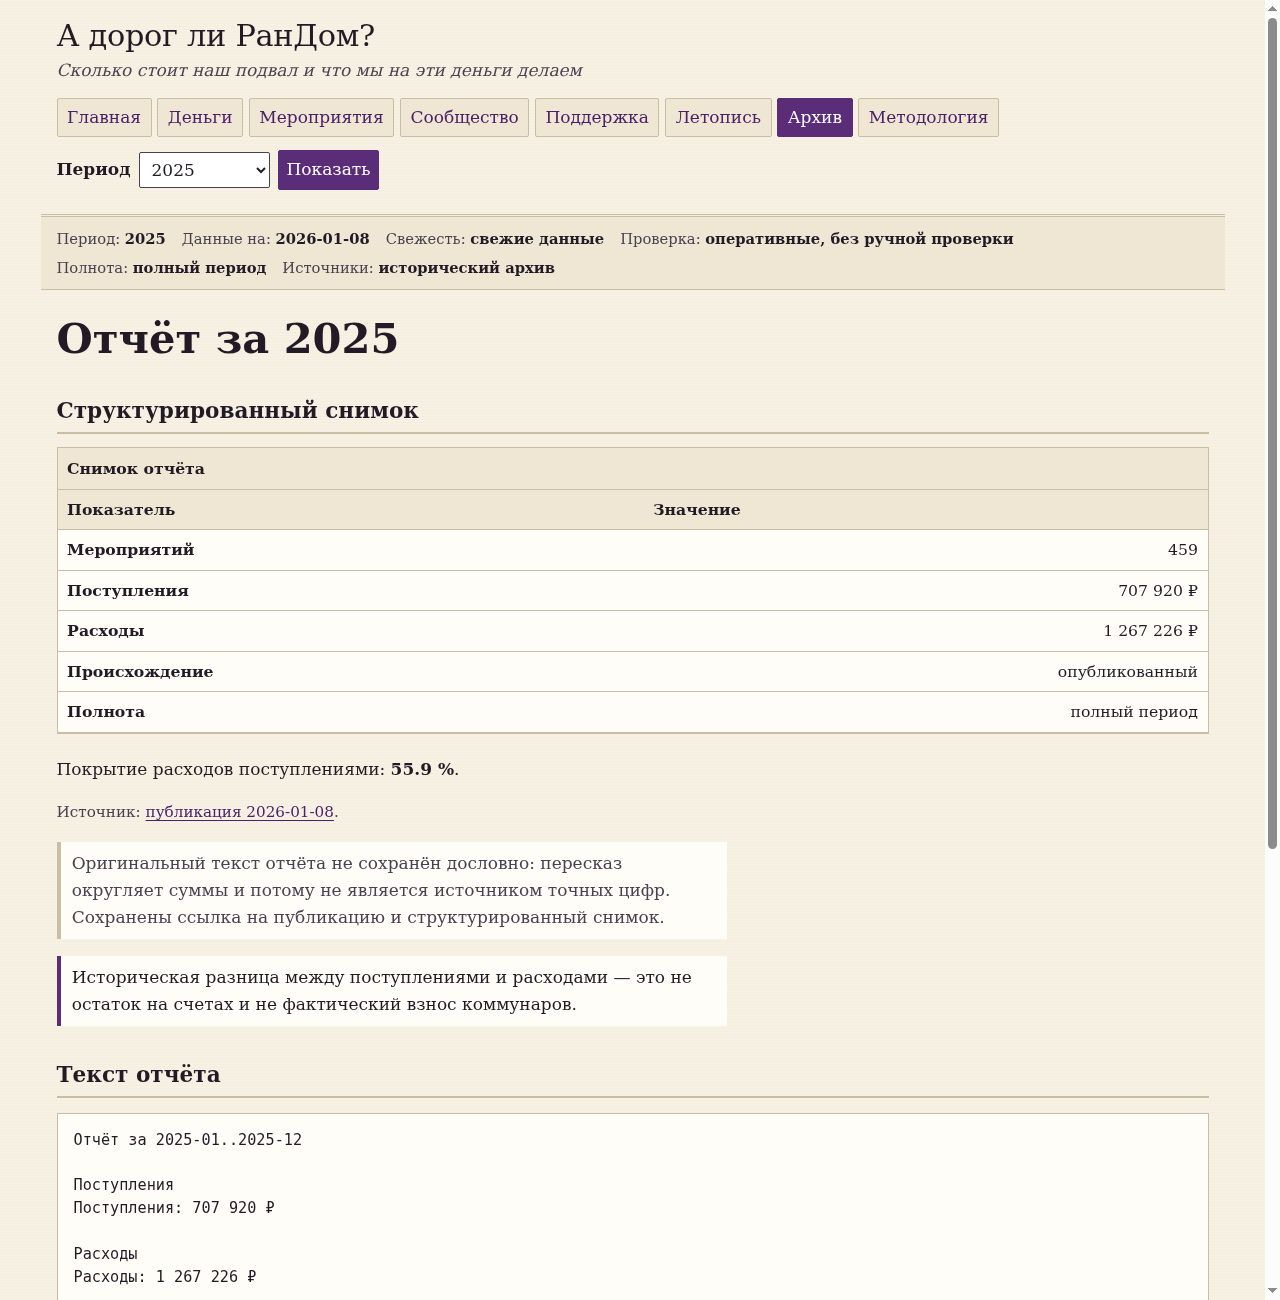 А дорог ли РанДом?
Сколько стоит наш подвал и что мы на эти деньги делаем
Главная Деньги Мероприятия Сообщество Поддержка Летопись Архив Методология
Период 2025 Показать
Период: 2025 Данные на: 2026-01-08 Свежесть: свежие данные Проверка: оперативные, без ручной проверки
Полнота: полный период Источники: исторический архив
Отчёт за 2025
Структурированный снимок
Снимок отчёта
Показатель Значение
Мероприятий 459
Поступления 707 920 ₽
Расходы 1 267 226 ₽
Происхождение опубликованный
Полнота полный период
Покрытие расходов поступлениями: 55.9 %.
Источник: публикация 2026-01-08.
Оригинальный текст отчёта не сохранён дословно: пересказ
округляет суммы и потому не является источником точных цифр.
Сохранены ссылка на публикацию и структурированный снимок.
Историческая разница между поступлениями и расходами — это не
остаток на счетах и не фактический взнос коммунаров.
Текст отчёта
Отчёт за 2025-01..2025-12
Поступления
Поступления: 707 920 ₽
Расходы
Расходы: 1 267 226 ₽